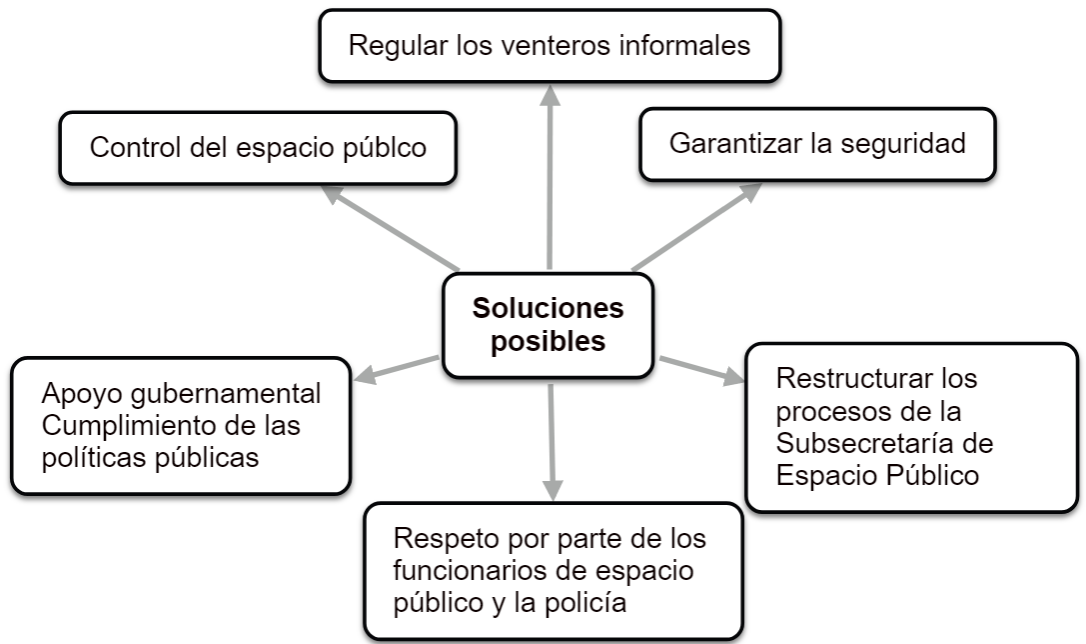 Regular los venteros informales
Control del espacio públco
Garantizar la seguridad
Soluciones
posibles
Apoyo gubernamental
Cumplimiento de las
políticas públicas
Restructurar los
procesos de la
Subsecretaría de
Espacio Público
Respeto por parte de los
funcionarios de espacio
público y la policía